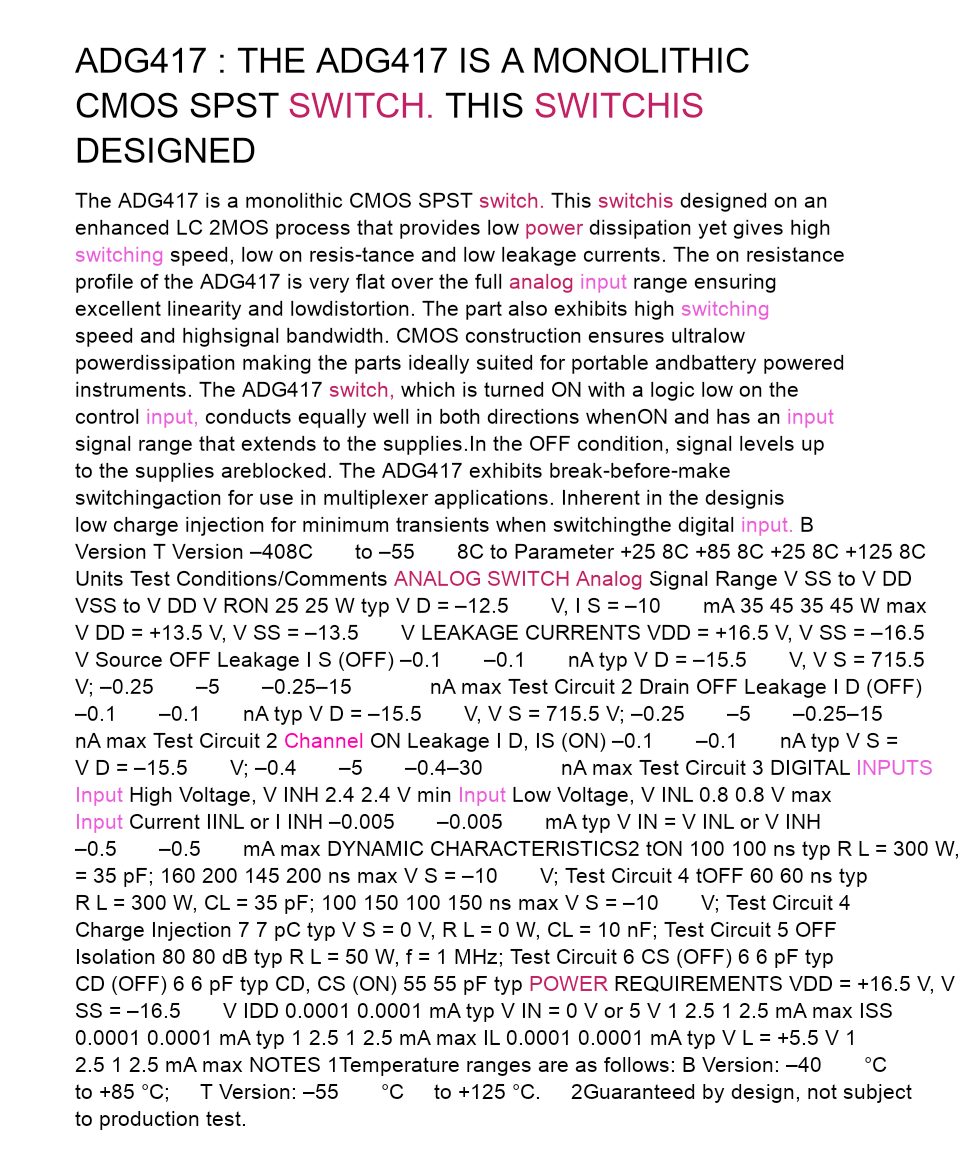 ADG417 : THE ADG417 IS A MONOLITHIC
CMOS SPST SWITCH. THIS SWITCHIS
DESIGNED
The ADG417 is a monolithic CMOS SPST switch. This switchis designed on an
enhanced LC 2MOS process that provides low power dissipation yet gives high
switching speed, low on resis-tance and low leakage currents. The on resistance
profile of the ADG417 is very flat over the full analog input range ensuring
excellent linearity and lowdistortion. The part also exhibits high switching
speed and highsignal bandwidth. CMOS construction ensures ultralow
powerdissipation making the parts ideally suited for portable andbattery powered
instruments. The ADG417 switch, which is turned ON with a logic low on the
control input, conducts equally well in both directions whenON and has an input
signal range that extends to the supplies.In the OFF condition, signal levels up
to the supplies areblocked. The ADG417 exhibits break-before-make
switchingaction for use in multiplexer applications. Inherent in the designis
low charge injection for minimum transients when switchingthe digital input. B
Version T Version –408C to –55 8C to Parameter +25 8C +85 8C +25 8C +125 8C
Units Test Conditions/Comments ANALOG SWITCH Analog Signal Range V SS to V DD
VSS to V DD V RON 25 25 W typ V D = –12.5 V, I S = –10 mA 35 45 35 45 W max
V DD = +13.5 V, V SS = –13.5 V LEAKAGE CURRENTS VDD = +16.5 V, V SS = –16.5
V Source OFF Leakage I S (OFF) –0.1 –0.1 nA typ V D = –15.5 V, V S = 715.5
V; –0.25 –5 –0.25–15 nA max Test Circuit 2 Drain OFF Leakage I D (OFF)
–0.1 –0.1 nA typ V D = –15.5 V, V S = 715.5 V; –0.25 –5 –0.25–15
nA max Test Circuit 2 Channel ON Leakage I D, IS (ON) –0.1 –0.1 nA typ V S =
V D = –15.5 V; –0.4 –5 –0.4–30 nA max Test Circuit 3 DIGITAL INPUTS
Input High Voltage, V INH 2.4 2.4 V min Input Low Voltage, V INL 0.8 0.8 V max
Input Current IINL or I INH –0.005 –0.005 mA typ V IN = V INL or V INH
–0.5 –0.5 mA max DYNAMIC CHARACTERISTICS2 tON 100 100 ns typ R L = 300 W,
= 35 pF; 160 200 145 200 ns max V S = –10 V; Test Circuit 4 tOFF 60 60 ns typ
R L = 300 W, CL = 35 pF; 100 150 100 150 ns max V S = –10 V; Test Circuit 4
Charge Injection 7 7 pC typ V S = 0 V, R L = 0 W, CL = 10 nF; Test Circuit 5 OFF
Isolation 80 80 dB typ R L = 50 W, f = 1 MHz; Test Circuit 6 CS (OFF) 6 6 pF typ
CD (OFF) 6 6 pF typ CD, CS (ON) 55 55 pF typ POWER REQUIREMENTS VDD = +16.5 V, V
SS = –16.5 V IDD 0.0001 0.0001 mA typ V IN = 0 V or 5 V 1 2.5 1 2.5 mA max ISS
0.0001 0.0001 mA typ 1 2.5 1 2.5 mA max IL 0.0001 0.0001 mA typ V L = +5.5 V 1
2.5 1 2.5 mA max NOTES 1Temperature ranges are as follows: B Version: –40 °C
to +85 °C; T Version: –55 °C to +125 °C. 2Guaranteed by design, not subject
to production test.